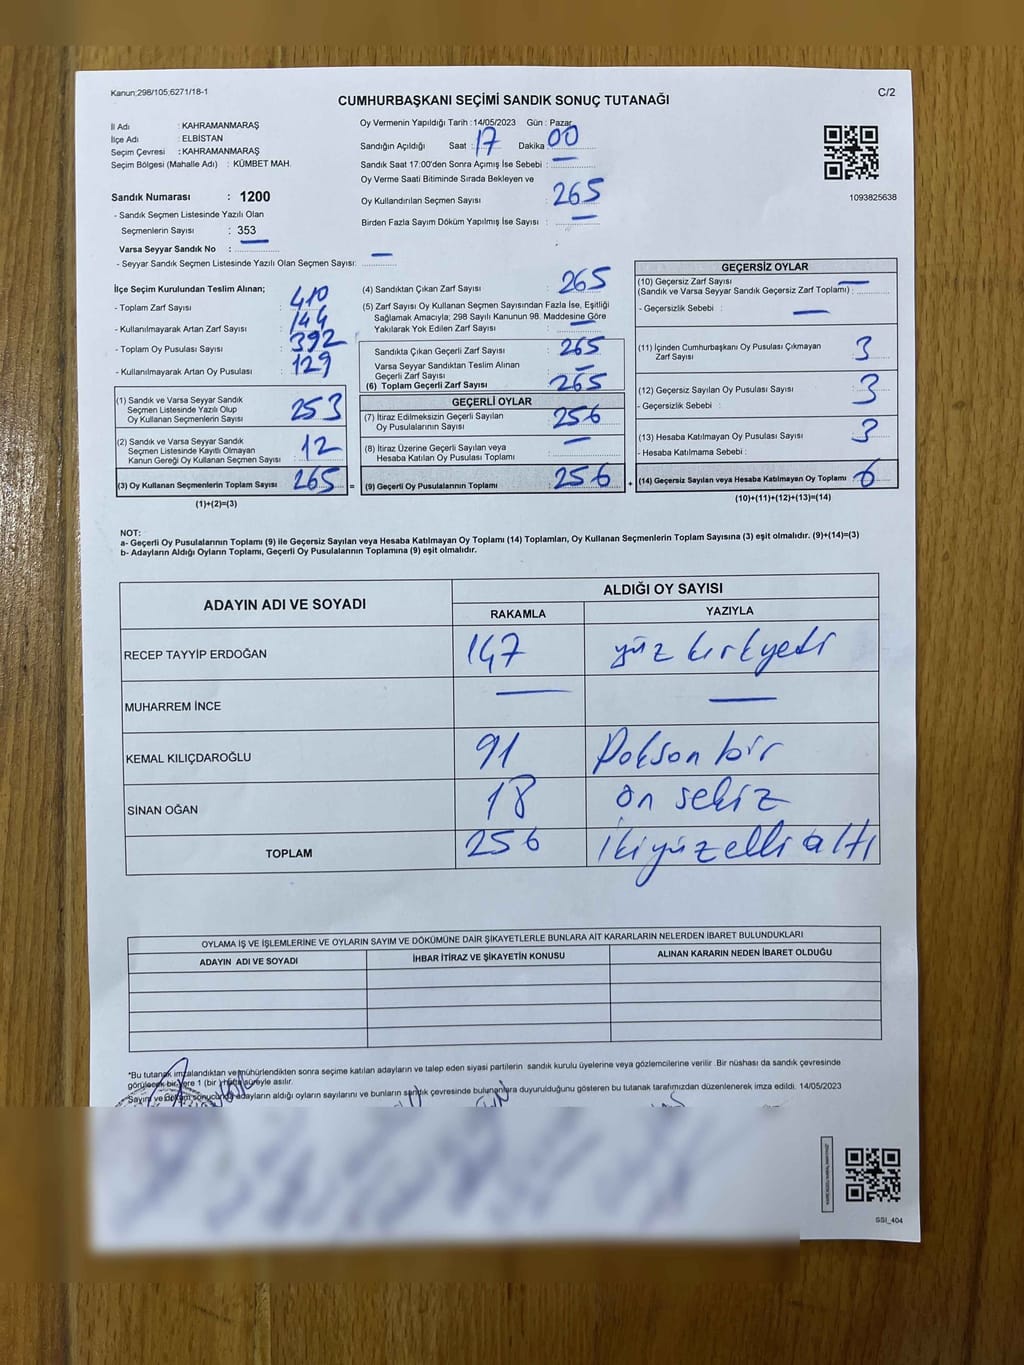 Kanun;298/105;6271/18-1
C/2
CUMHURBAŞKANI SEÇİMİ SANDIK SONUÇ TUTANAĞI
İl Adı : KAHRAMANMARAŞ
İlçe Adı : ELBİSTAN
Seçim Çevresi : KAHRAMANMARAŞ
Seçim Bölgesi (Mahalle Adı) : KÜMBET MAH.
Sandık Numarası : 1200
- Sandık Seçmen Listesinde Yazılı Olan
Seçmenlerin Sayısı : 353
Varsa Seyyar Sandık No : —
- Seyyar Sandık Seçmen Listesinde Yazılı Olan Seçmen Sayısı: —
Oy Vermenin Yapıldığı Tarih :14/05/2023 Gün : Pazar
Sandığın Açıldığı Saat : 17 Dakika 00
Sandık Saat 17:00'den Sonra Açımış İse Sebebi : —
Oy Verme Saati Bitiminde Sırada Bekleyen ve
Oy Kullandırılan Seçmen Sayısı : 265
Birden Fazla Sayım Döküm Yapılmış İse Sayısı : —
1093825638
İlçe Seçim Kurulundan Teslim Alınan;
- Toplam Zarf Sayısı : 410
- Kullanılmayarak Artan Zarf Sayısı : 144
- Toplam Oy Pusulası Sayısı : 392
- Kullanılmayarak Artan Oy Pusulası : 129
(1) Sandık ve Varsa Seyyar Sandık
Seçmen Listesinde Yazılı Olup
Oy Kullanan Seçmenlerin Sayısı 253
(2) Sandık ve Varsa Seyyar Sandık
Seçmen Listesinde Kayıtlı Olmayan
Kanun Gereği Oy Kullanan Seçmen Sayısı 12
(3) Oy Kullanan Seçmenlerin Toplam Sayısı 265 =
(1)+(2)=(3)
(4) Sandıktan Çıkan Zarf Sayısı : 265
(5) Zarf Sayısı Oy Kullanan Seçmen Sayısından Fazla İse, Eşitliği
Sağlamak Amacıyla; 298 Sayılı Kanunun 98. Maddesine Göre
Yakılarak Yok Edilen Zarf Sayısı : —
Sandıkta Çıkan Geçerli Zarf Sayısı : 265
Varsa Seyyar Sandıktan Teslim Alınan
Geçerli Zarf Sayısı : —
(6) Toplam Geçerli Zarf Sayısı : 265
GEÇERLİ OYLAR
(7) İtiraz Edilmeksizin Geçerli Sayılan
Oy Pusulalarının Sayısı : 256
(8) İtiraz Üzerine Geçerli Sayılan veya
Hesaba Katılan Oy Pusulası Toplamı : —
(9) Geçerli Oy Pusulalarının Toplamı : 256 +
GEÇERSİZ OYLAR
(10) Geçersiz Zarf Sayısı
(Sandık ve Varsa Seyyar Sandık Geçersiz Zarf Toplamı) : —
- Geçersizlik Sebebi : —
(11) İçinden Cumhurbaşkanı Oy Pusulası Çıkmayan
Zarf Sayısı : 3
(12) Geçersiz Sayılan Oy Pusulası Sayısı : 3
- Geçersizlik Sebebi :
(13) Hesaba Katılmayan Oy Pusulası Sayısı : 3
- Hesaba Katılmama Sebebi :
(14) Geçersiz Sayılan veya Hesaba Katılmayan Oy Toplamı : 6
(10)+(11)+(12)+(13)=(14)
NOT:
a- Geçerli Oy Pusulalarının Toplamı (9) ile Geçersiz Sayılan veya Hesaba Katılmayan Oy Toplamı (14) Toplamları, Oy Kullanan Seçmenlerin Toplam Sayısına (3) eşit olmalıdır. (9)+(14)=(3)
b- Adayların Aldığı Oyların Toplamı, Geçerli Oy Pusulalarının Toplamına (9) eşit olmalıdır.
ADAYIN ADI VE SOYADI
ALDIĞI OY SAYISI
RAKAMLA YAZIYLA
RECEP TAYYİP ERDOĞAN 147 yüz kırkyedi
MUHARREM İNCE — —
KEMAL KILIÇDAROĞLU 91 Doksan bir
SİNAN OĞAN 18 on sekiz
TOPLAM 256 ikiyüzelli altı
OYLAMA İŞ VE İŞLEMLERİNE VE OYLARIN SAYIM VE DÖKÜMÜNE DAİR ŞİKAYETLERLE BUNLARA AİT KARARLARIN NELERDEN İBARET BULUNDUKLARI
ADAYIN ADI VE SOYADI İHBAR İTİRAZ VE ŞİKAYETİN KONUSU ALINAN KARARIN NEDEN İBARET OLDUĞU
*Bu tutanak imzalandıktan ve mühürlendikten sonra seçime katılan adayların ve talep eden siyasi partilerin sandık kurulu üyelerine veya gözlemcilerine verilir .Bir nüshası da sandık çevresinde
görülecek bir yere 1 (bir ) hafta süreyle asılır.
Sayım ve döküm sonucunda adayların aldığı oyların sayılarını ve bunların sandık çevresinde bulunanlara duyurulduğunu gösteren bu tutanak tarafımızdan düzenlenerek imza edildi. 14/05/2023
SSI_404